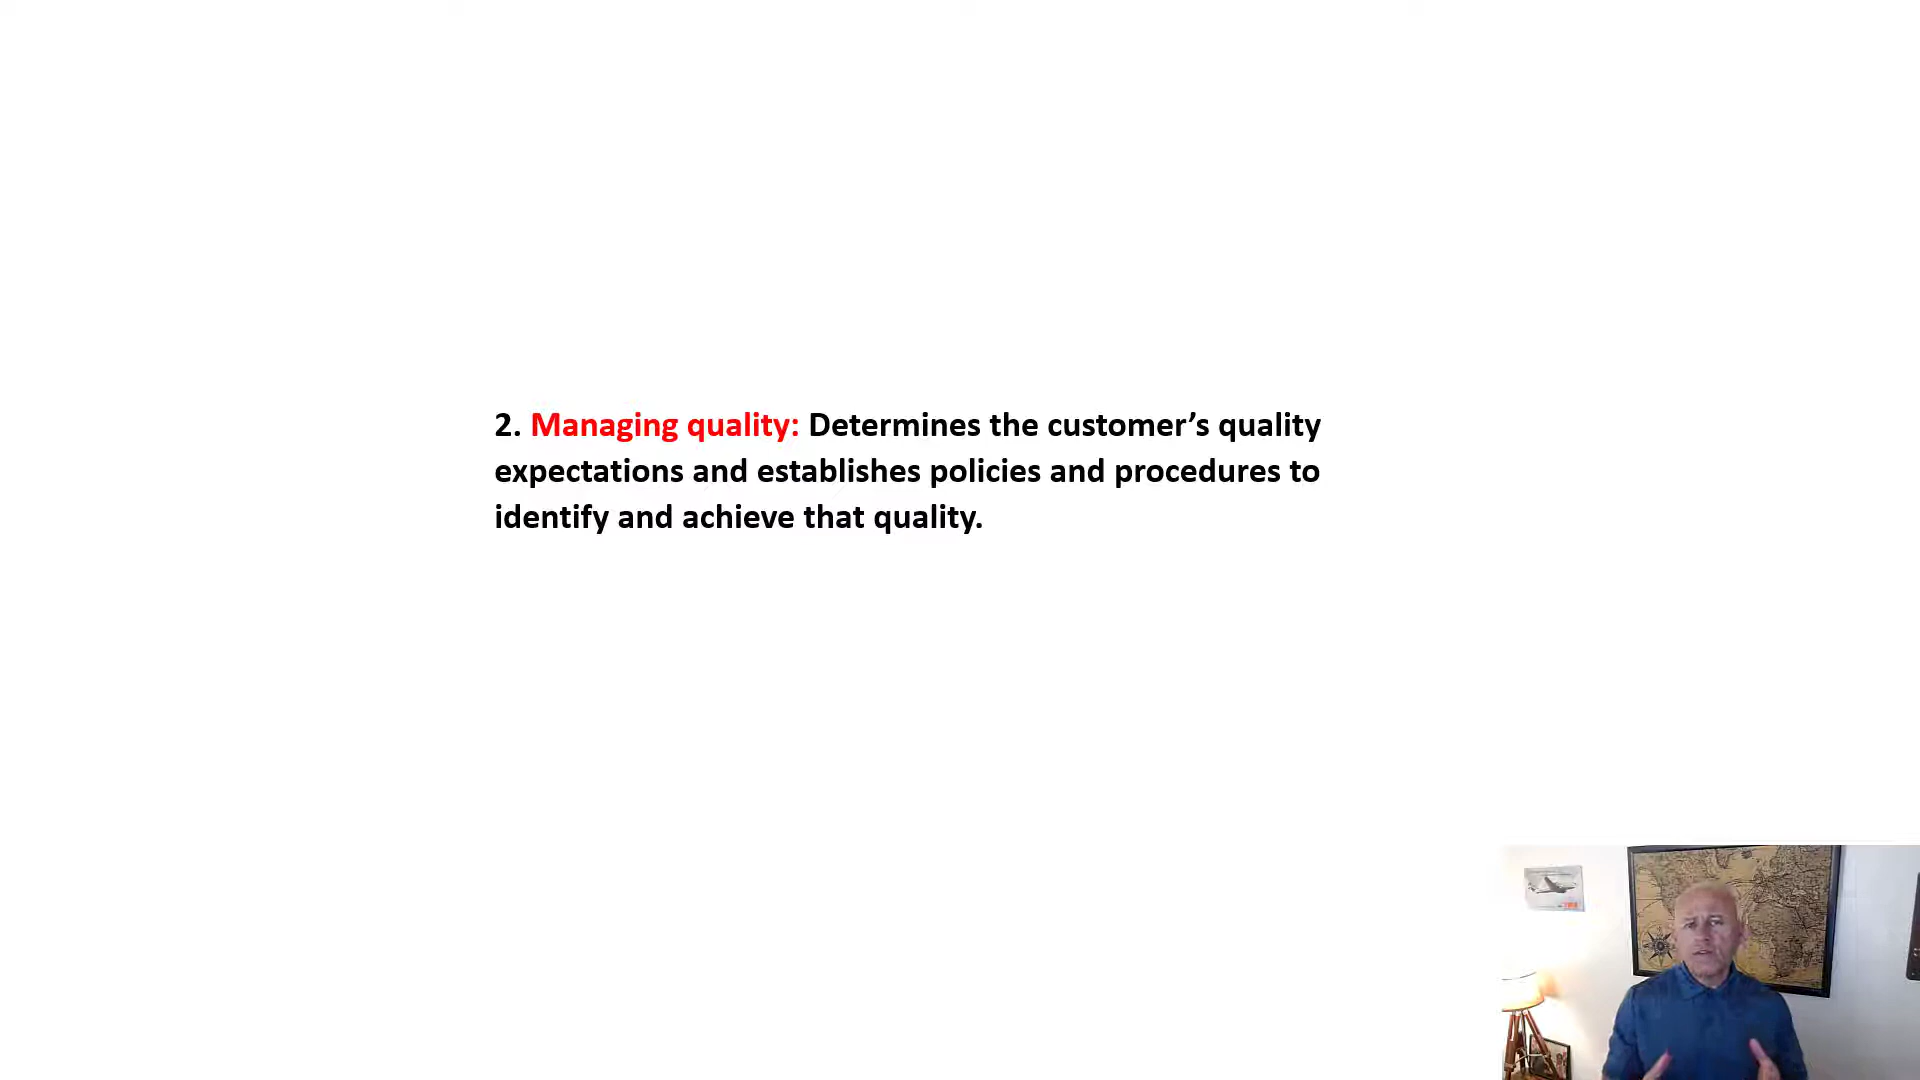 2. Managing quality: Determines the customer’s quality
expectations and establishes policies and procedures to
identify and achieve that quality.